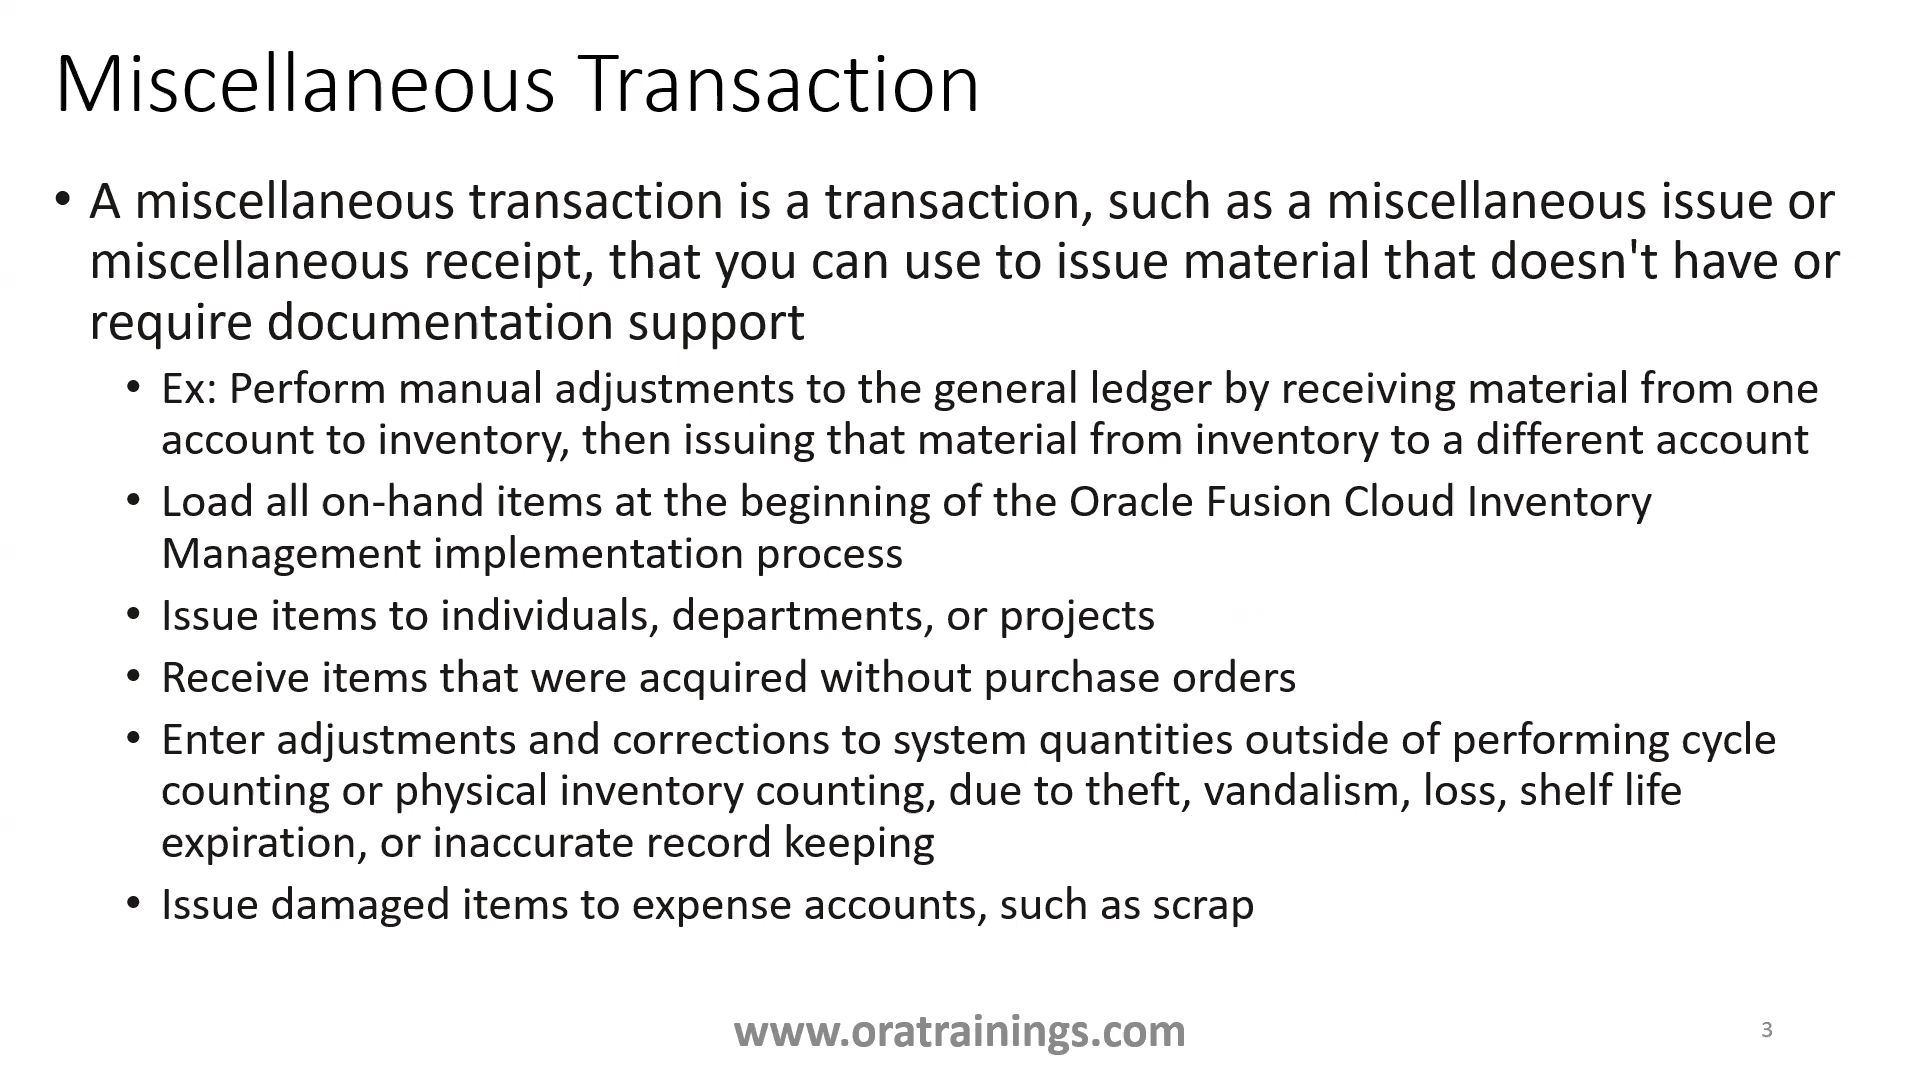 Miscellaneous Transaction
• A miscellaneous transaction is a transaction, such as a miscellaneous issue or
miscellaneous receipt, that you can use to issue material that doesn't have or
require documentation support
• Ex: Perform manual adjustments to the general ledger by receiving material from one
account to inventory, then issuing that material from inventory to a different account
• Load all on-hand items at the beginning of the Oracle Fusion Cloud Inventory
Management implementation process
• Issue items to individuals, departments, or projects
• Receive items that were acquired without purchase orders
• Enter adjustments and corrections to system quantities outside of performing cycle
counting or physical inventory counting, due to theft, vandalism, loss, shelf life
expiration, or inaccurate record keeping
• Issue damaged items to expense accounts, such as scrap
www.oratrainings.com
3